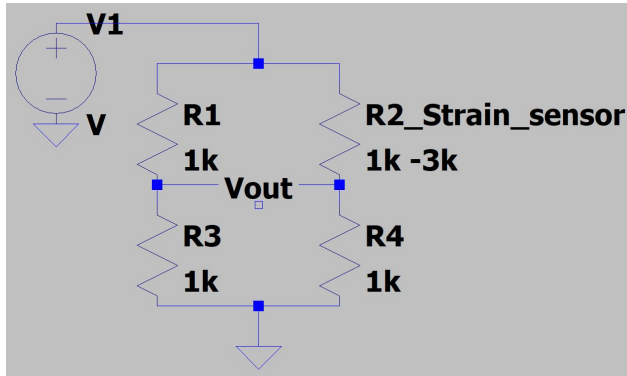 V1
V
R1
1k
R2_Strain_sensor
1k -3k
Vout
R3
1k
R4
1k